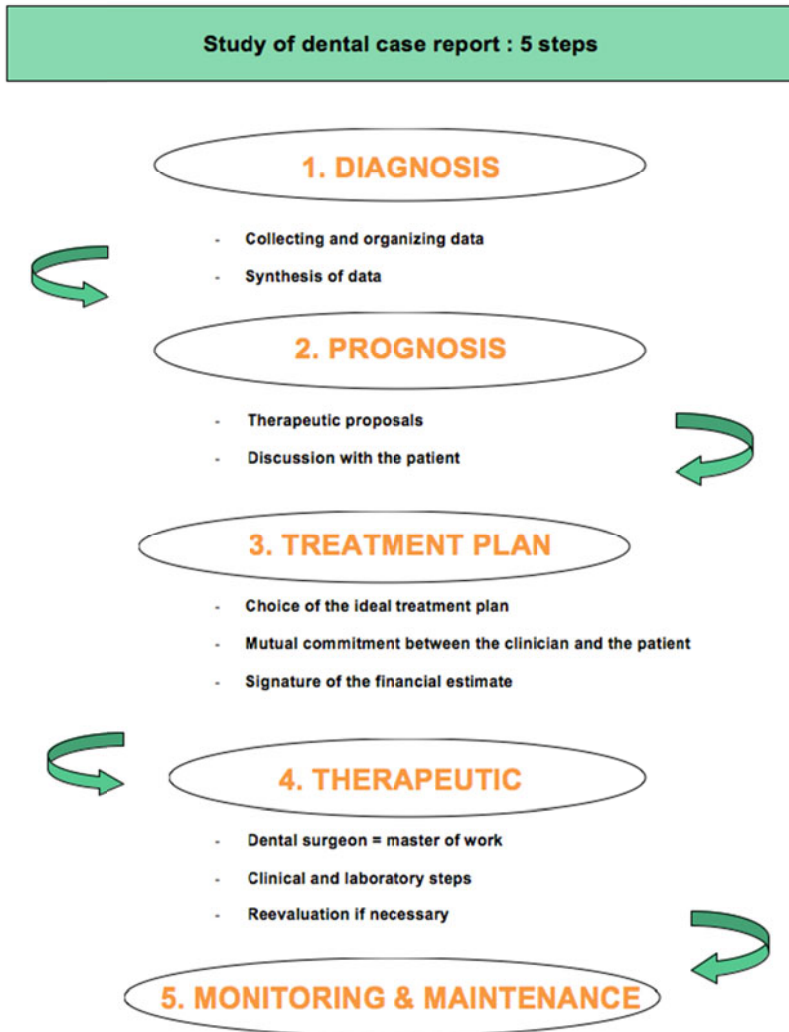 Study of dental case report : 5 steps
1. DIAGNOSIS
- Collecting and organizing data
- Synthesis of data
2. PROGNOSIS
- Therapeutic proposals
- Discussion with the patient
3. TREATMENT PLAN
- Choice of the ideal treatment plan
- Mutual commitment between the clinician and the patient
- Signature of the financial estimate
4. THERAPEUTIC
- Dental surgeon = master of work
- Clinical and laboratory steps
- Reevaluation if necessary
5. MONITORING & MAINTENANCE